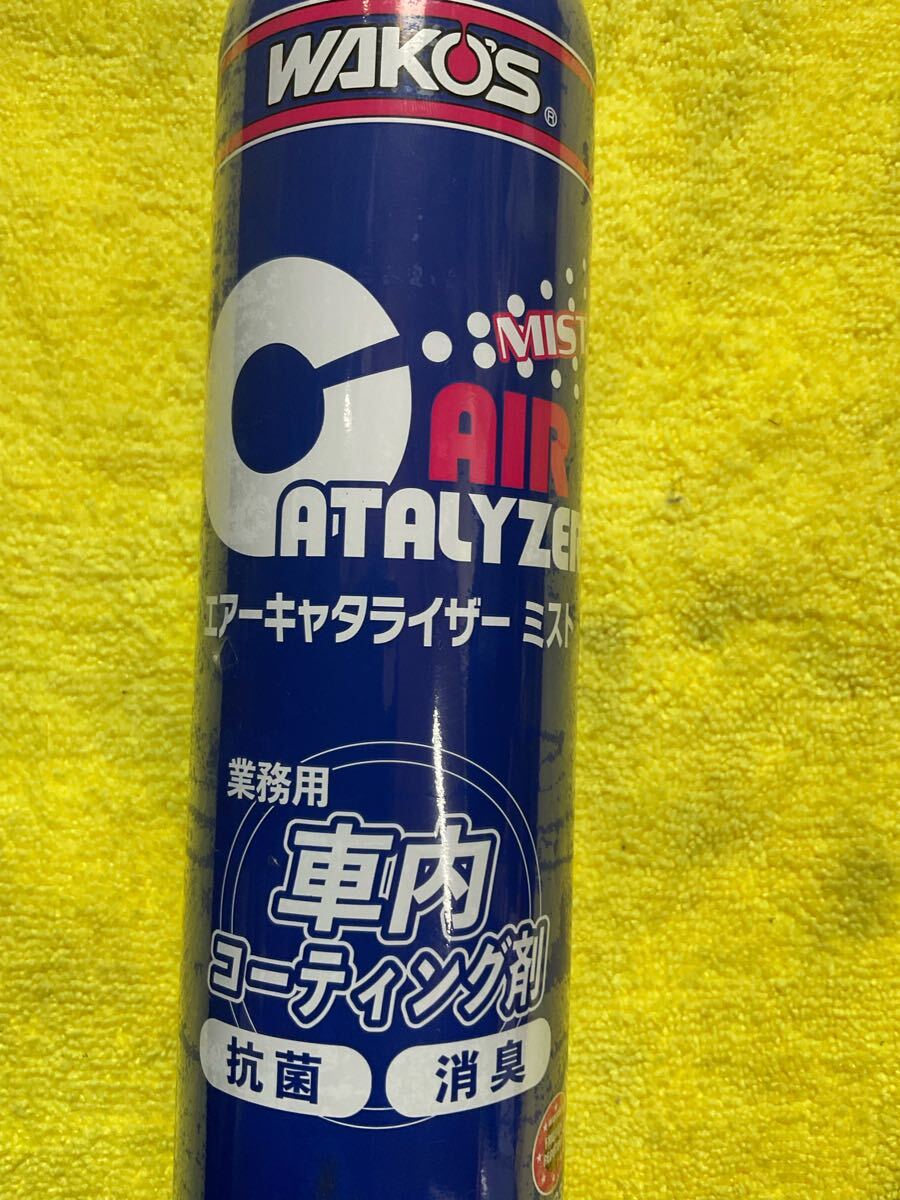 WAKO'S®
MIST
AIR
CATALYZER
エアーキャタライザー ミスト
業務用
車内
コーティング剤
抗菌 消臭